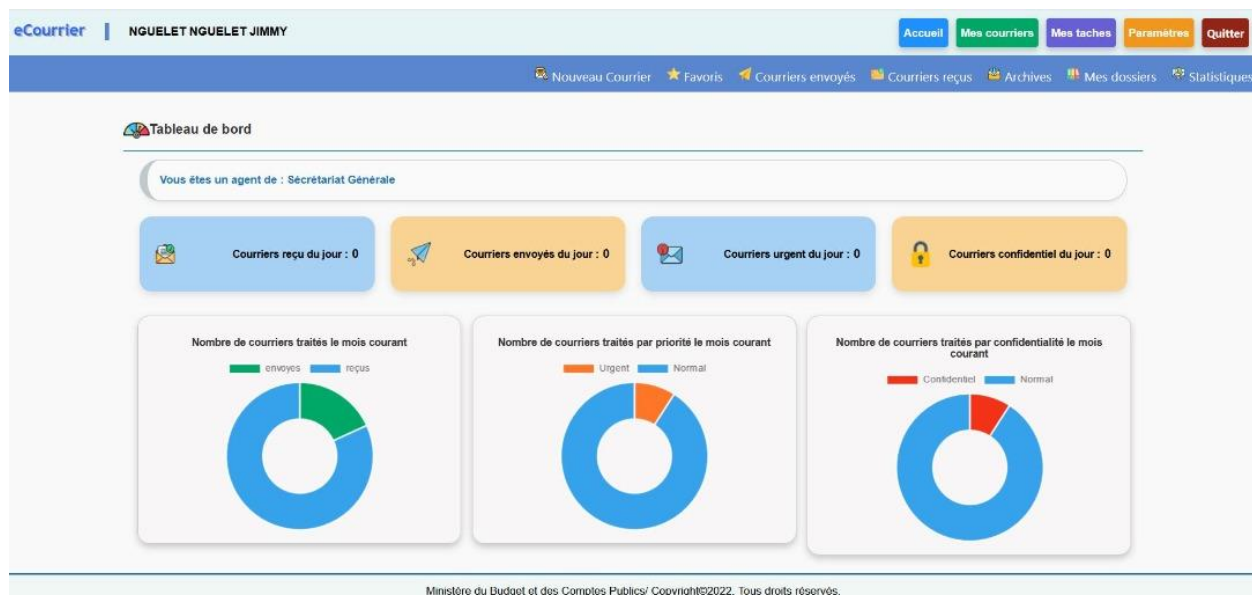 eCourrier
NGUELET NGUELET JIMMY
Accueil Mes courriers Mes taches Paramètres Quitter
Nouveau Courrier Favoris Courriers envoyés Courriers reçus Archives Mes dossiers Statistiques
Tableau de bord
Vous êtes un agent de : Sécrétariat Générale
Courriers reçu du jour : 0
Courriers envoyés du jour : 0
Courriers urgent du jour : 0
Courriers confidentiel du jour : 0
Nombre de courriers traités le mois courant
envoyes reçus
Nombre de courriers traités par priorité le mois courant
Urgent Normal
Nombre de courriers traités par confidentialité le mois
courant
Confidentiel Normal
Ministère du Budget et des Comptes Publics/ Copyright©2022. Tous droits réservés.